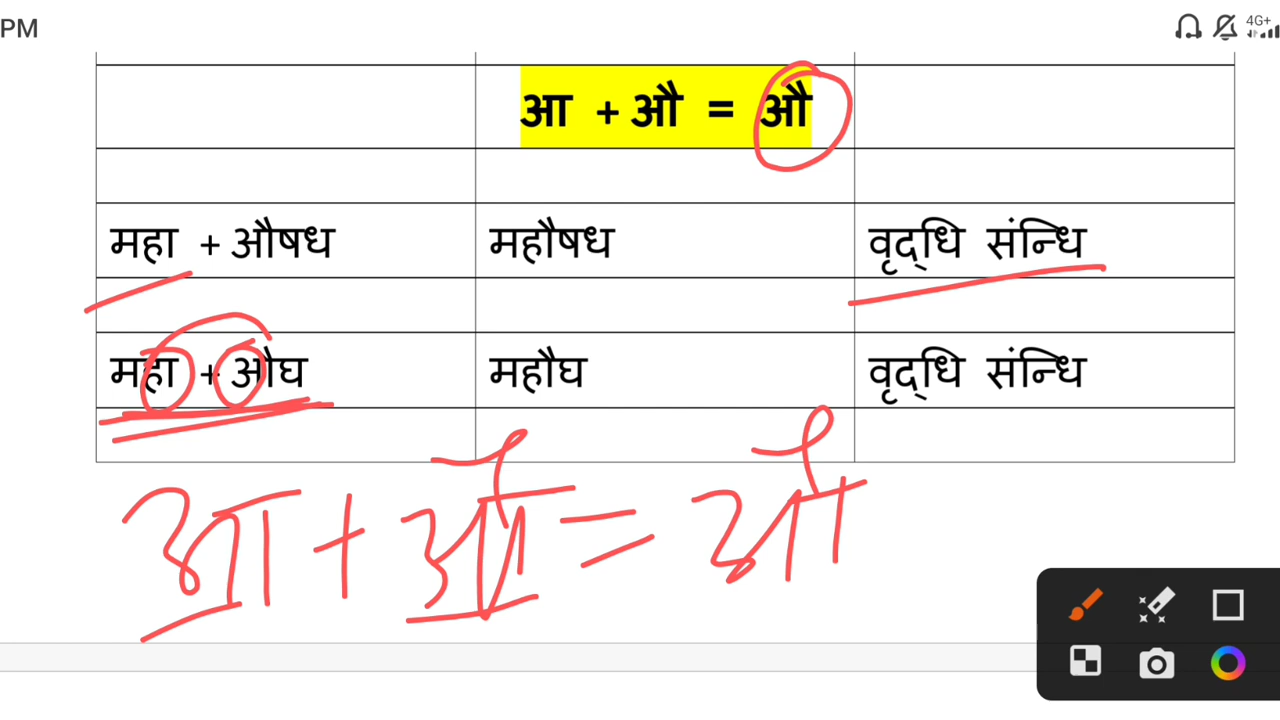 PM 4G+
आ + औ = औ
महा + औषध महौषध वृद्‌धि संन्धि
महा + ओघ महौघ वृद्‌धि संन्धि
आ + औ = औ